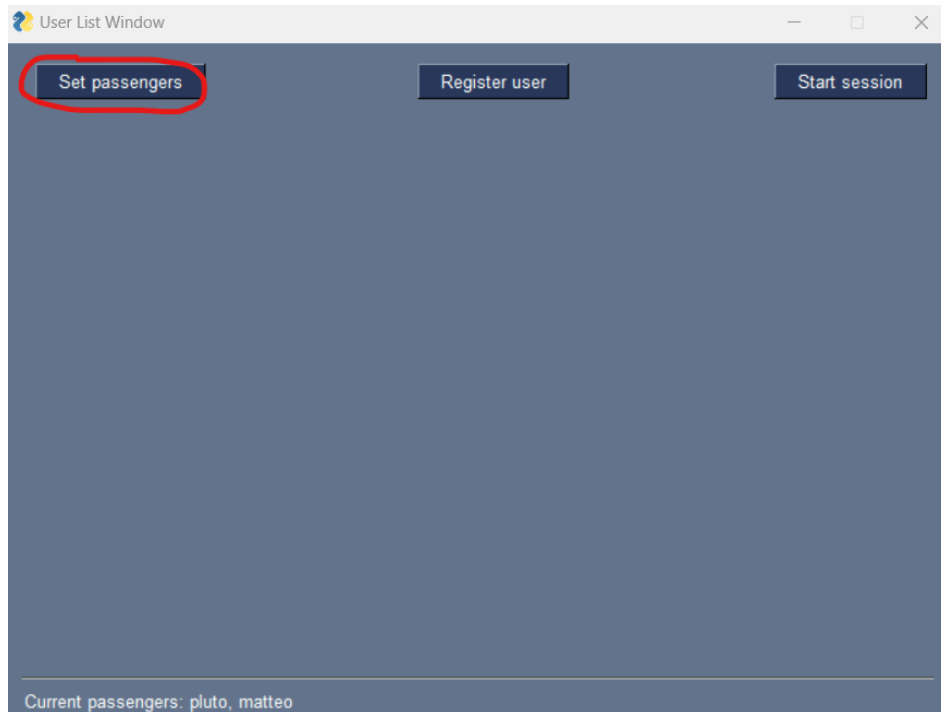 User List Window
Set passengers Register user Start session
Current passengers: pluto, matteo